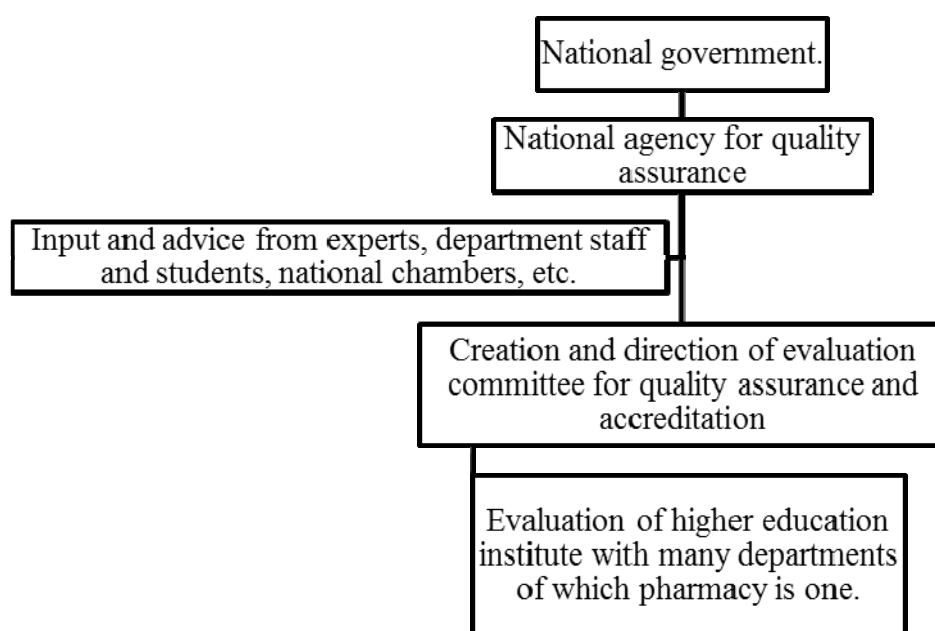 National government.
National agency for quality
assurance
Input and advice from experts, department staff
and students, national chambers, etc.
Creation and direction of evaluation
committee for quality assurance and
accreditation
Evaluation of higher education
institute with many departments
of which pharmacy is one.